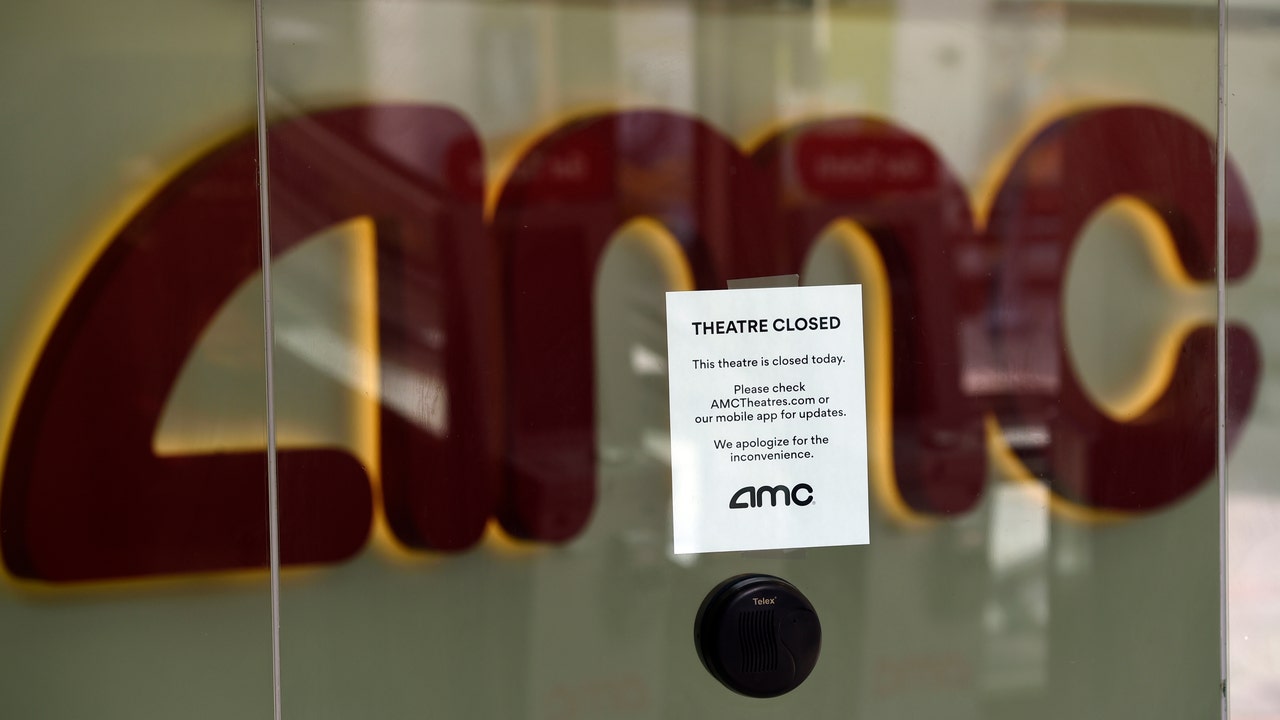 amc
THEATRE CLOSED
This theatre is closed today.
Please check
AMCTheatres.com or
our mobile app for updates.
We apologize for the
inconvenience.
amc
Telex